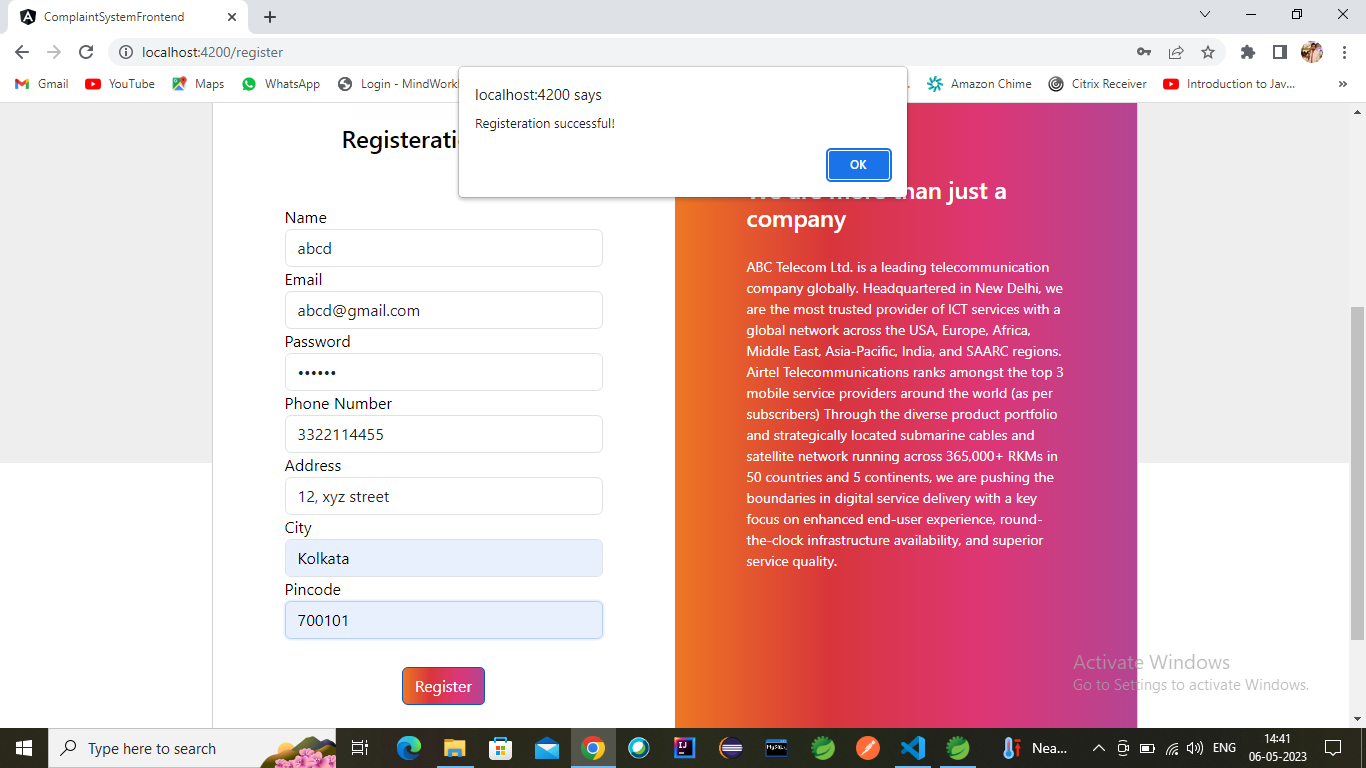 ComplaintSystemFrontend
localhost:4200/register
Gmail
YouTube
Maps
WhatsApp
Login - MindWork
Amazon Chime
Citrix Receiver
Introduction to Jav...
»
localhost:4200 says
Registeration successful!
OK
Registerati
Name
abcd
Email
abcd@gmail.com
Password
••••••
Phone Number
3322114455
Address
12, xyz street
City
Kolkata
Pincode
700101
Register
We are more than just a
company
ABC Telecom Ltd. is a leading telecommunication
company globally. Headquartered in New Delhi, we
are the most trusted provider of ICT services with a
global network across the USA, Europe, Africa,
Middle East, Asia-Pacific, India, and SAARC regions.
Airtel Telecommunications ranks amongst the top 3
mobile service providers around the world (as per
subscribers) Through the diverse product portfolio
and strategically located submarine cables and
satellite network running across 365,000+ RKMs in
50 countries and 5 continents, we are pushing the
boundaries in digital service delivery with a key
focus on enhanced end-user experience, round-
the-clock infrastructure availability, and superior
service quality.
Activate Windows
Go to Settings to activate Windows.
Type here to search
IJ
MySQL
Nea...
ENG
14:41
06-05-2023